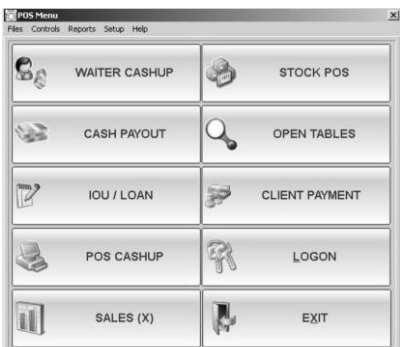 POS Menu
Files Controls Reports Setup Help
WAITER CASHUP
STOCK POS
CASH PAYOUT
OPEN TABLES
IOU / LOAN
CLIENT PAYMENT
POS CASHUP
LOGON
SALES (X)
EXIT